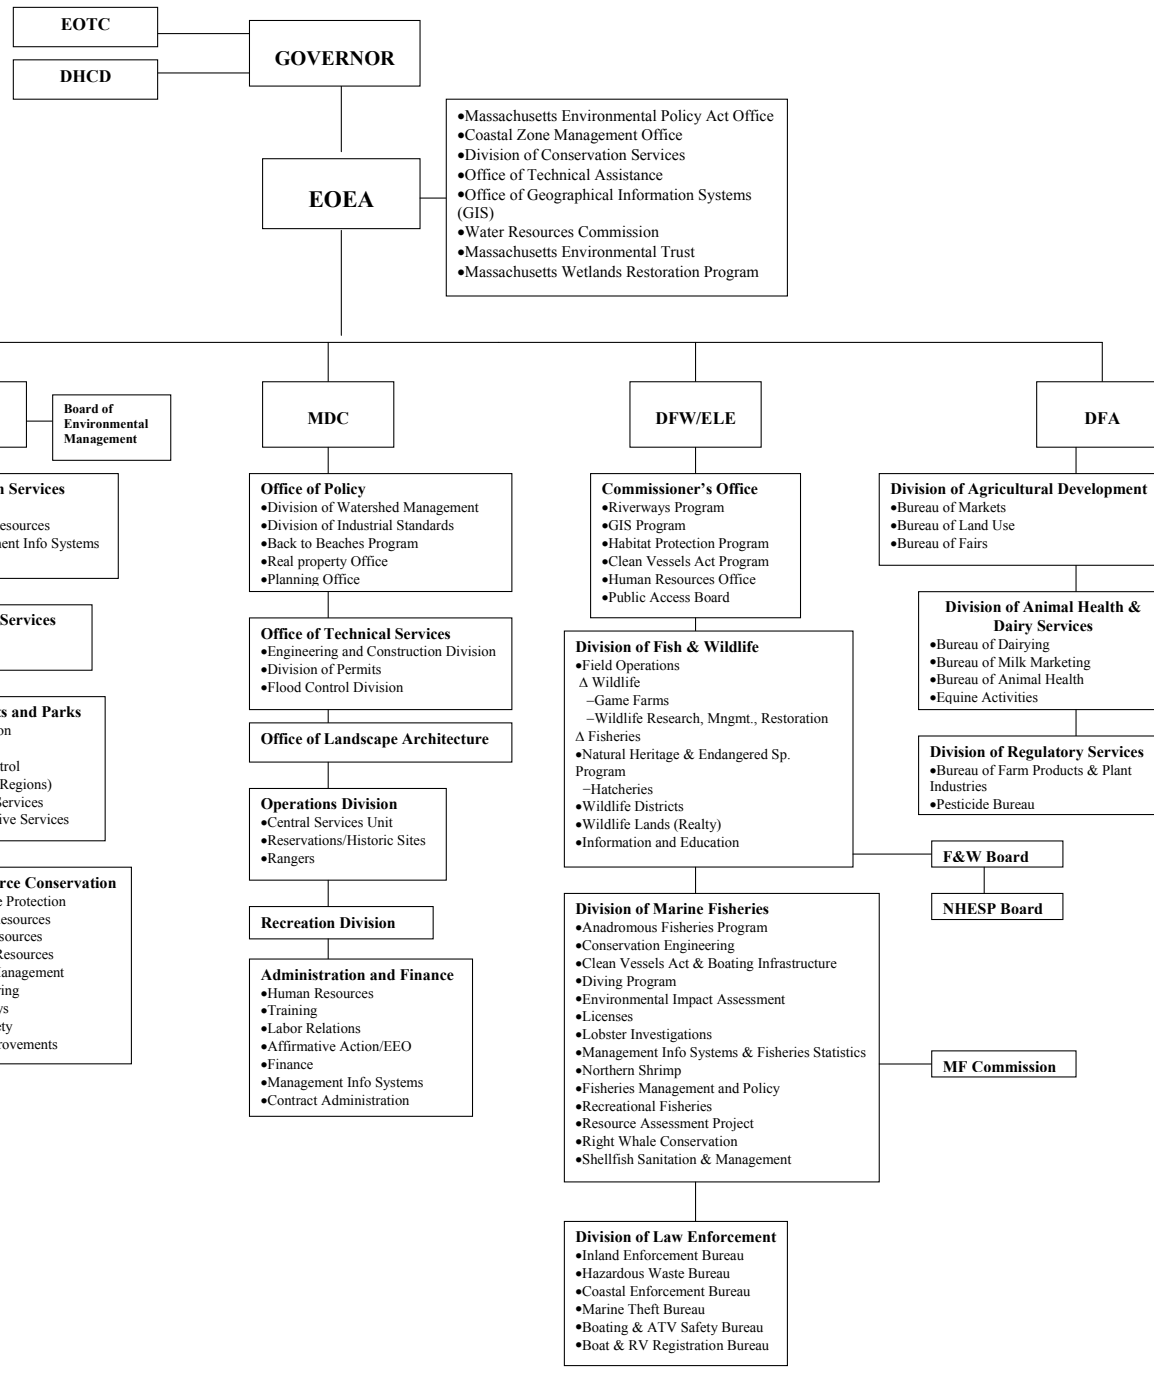 EOTC
GOVERNOR
DHCD
•Massachusetts Environmental Policy Act Office
•Coastal Zone Management Office
•Division of Conservation Services
•Office of Technical Assistance
•Office of Geographical Information Systems
(GIS)
•Water Resources Commission
•Massachusetts Environmental Trust
•Massachusetts Wetlands Restoration Program
EOEA
Board of
Environmental
Management
Services
Info Systems
Services
and Parks
Regions)
Services
Services
Conservation
Protection
MDC
Office of Policy
•Division of Watershed Management
•Division of Industrial Standards
•Back to Beaches Program
•Real property Office
•Planning Office
Office of Technical Services
•Engineering and Construction Division
•Division of Permits
•Flood Control Division
Office of Landscape Architecture
Operations Division
•Central Services Unit
•Reservations/Historic Sites
•Rangers
Recreation Division
Administration and Finance
•Human Resources
•Training
•Labor Relations
•Affirmative Action/EEO
•Finance
•Management Info Systems
•Contract Administration
DFW/ELE
Commissioner's Office
•Riverways Program
•GIS Program
•Habitat Protection Program
•Clean Vessels Act Program
•Human Resources Office
•Public Access Board
Division of Fish & Wildlife
•Field Operations
Δ Wildlife
–Game Farms
–Wildlife Research, Mngmt., Restoration
Δ Fisheries
•Natural Heritage & Endangered Sp.
Program
–Hatcheries
•Wildlife Districts
•Wildlife Lands (Realty)
•Information and Education
F&W Board
NHESP Board
Division of Marine Fisheries
•Anadromous Fisheries Program
•Conservation Engineering
•Clean Vessels Act & Boating Infrastructure
•Diving Program
•Environmental Impact Assessment
•Licenses
•Lobster Investigations
•Management Info Systems & Fisheries Statistics
•Northern Shrimp
•Fisheries Management and Policy
•Recreational Fisheries
•Resource Assessment Project
•Right Whale Conservation
•Shellfish Sanitation & Management
MF Commission
Division of Law Enforcement
•Inland Enforcement Bureau
•Hazardous Waste Bureau
•Coastal Enforcement Bureau
•Marine Theft Bureau
•Boating & ATV Safety Bureau
•Boat & RV Registration Bureau
DFA
Division of Agricultural Development
•Bureau of Markets
•Bureau of Land Use
•Bureau of Fairs
Division of Animal Health &
Dairy Services
•Bureau of Dairying
•Bureau of Milk Marketing
•Bureau of Animal Health
•Equine Activities
Division of Regulatory Services
•Bureau of Farm Products & Plant
Industries
•Pesticide Bureau